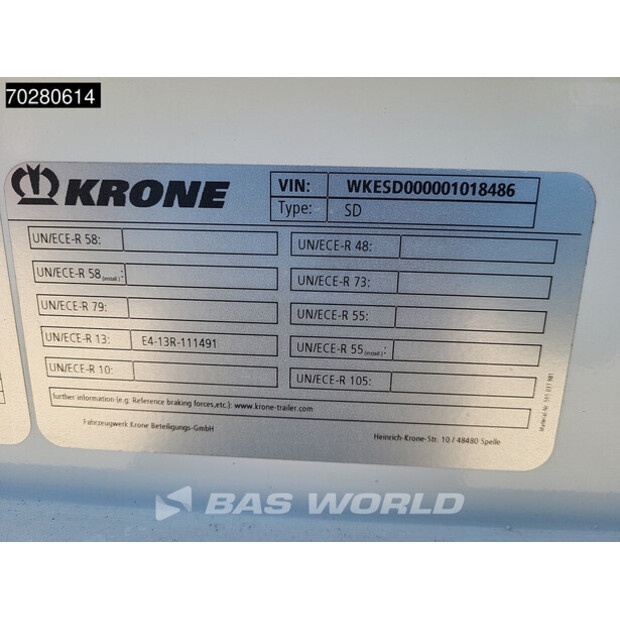 70280614
KRONE
VIN: WKESD000001018486
Type: SD
UN/ECE-R 58:
UN/ECE-R 58 (install.):
UN/ECE-R 79:
UN/ECE-R 13: E4-13R-111491
UN/ECE-R 10:
UN/ECE-R 48:
UN/ECE-R 73:
UN/ECE-R 55:
UN/ECE-R 55 (install.):
UN/ECE-R 105:
further information (e.g. Reference braking forces,etc.): www.krone-trailer.com
Fahrzeugwerk Krone Beteiligungs-GmbH
Heinrich-Krone-Str. 10 / 48480 Spelle
BAS WORLD